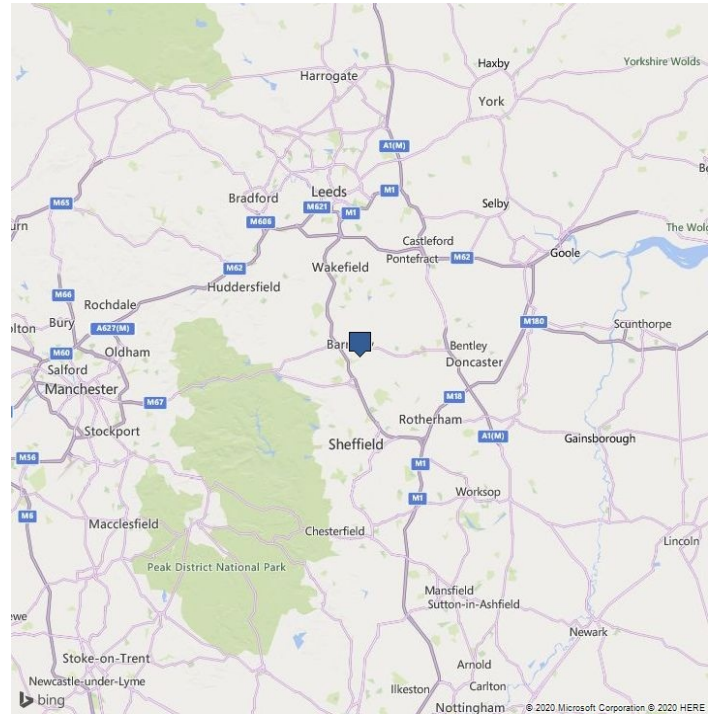 Haxby
Yorkshire Wolds
Harrogate
York
A1(M)
Bradford
Leeds
M1
M65
M621
Selby
M606
M1
urn
The Wold
Castleford
Goole
Pontefract
M62
Wakefield
M62
Huddersfield
M66
Rochdale
Bury
A627(M)
M180
Scunthorpe
olton
Oldham
Bentley
M60
Doncaster
Salford
Manchester
M67
M18
Rotherham
Stockport
Sheffield
A1(M)
Gainsborough
M56
M1
Worksop
M1
M6
Macclesfield
Chesterfield
Lincoln
Peak District National Park
Mansfield
Sutton-in-Ashfield
ewe
Newark
Stoke-on-Trent
Arnold
Newcastle-under-Lyme
Carlton
Ilkeston
bing
Nottingham
© 2020 Microsoft Corporation © 2020 HERE